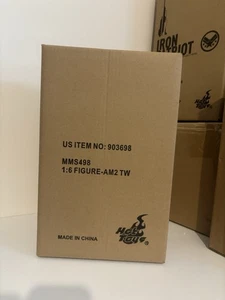 IRON
US ITEM NO: 903698
MMS498
1:6 FIGURE-AM2 TW
MADE IN CHINA
Hot
Toys